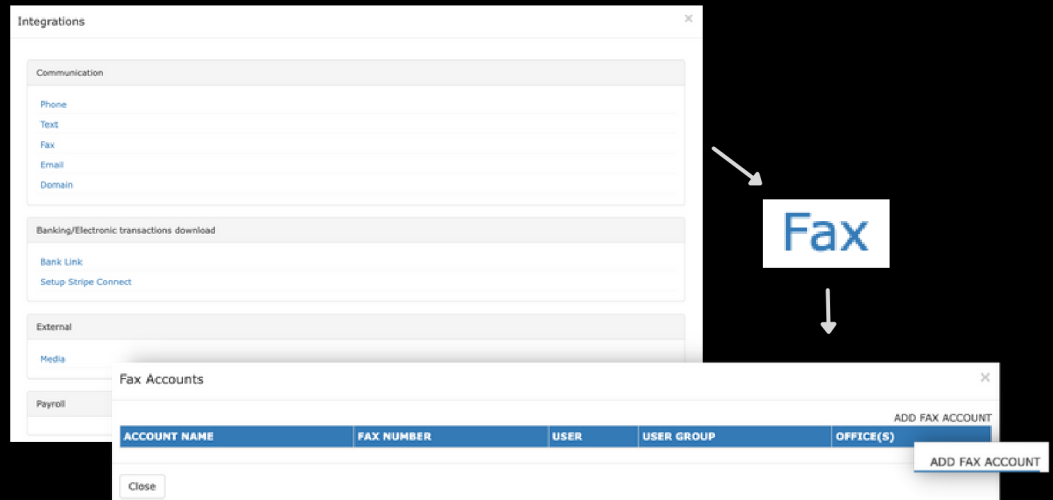 Integrations
×
Communication
Phone
Text
Fax
Email
Domain
Banking/Electronic transactions download
Bank Link
Setup Stripe Connect
External
Media
Payroll
Fax
Fax Accounts
×
ADD FAX ACCOUNT
ACCOUNT NAME FAX NUMBER USER USER GROUP OFFICE(S)
ADD FAX ACCOUNT
Close